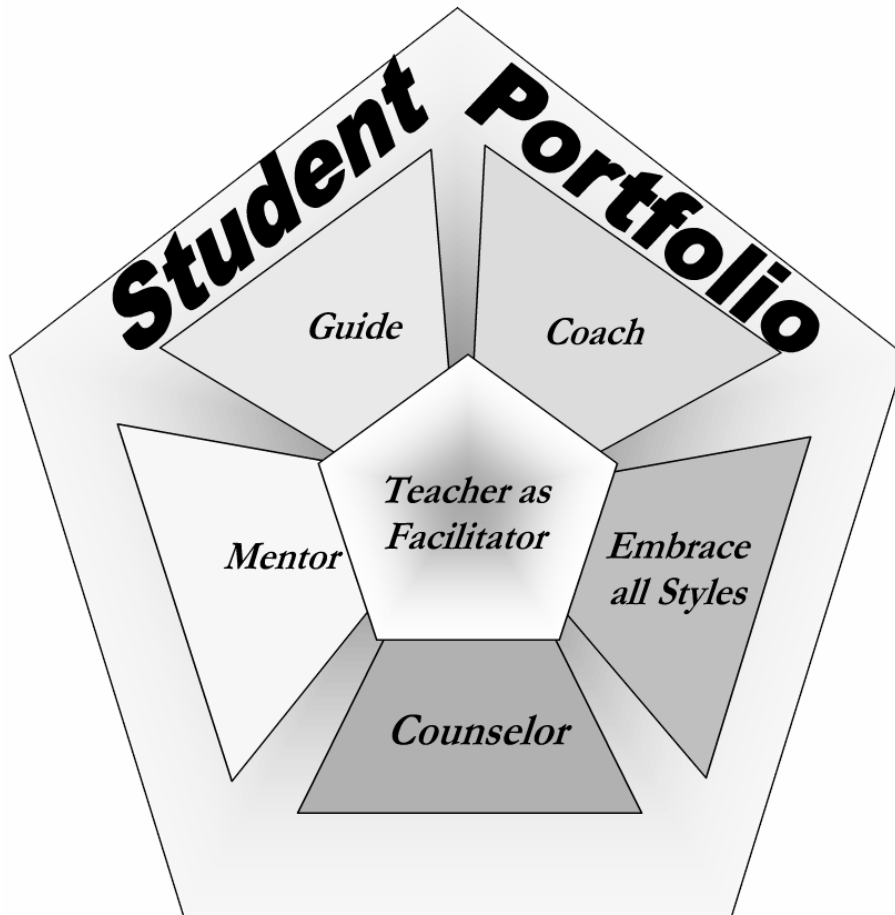 Student Portfolio
Guide
Coach
Teacher as
Facilitator
Mentor
Embrace
all Styles
Counselor